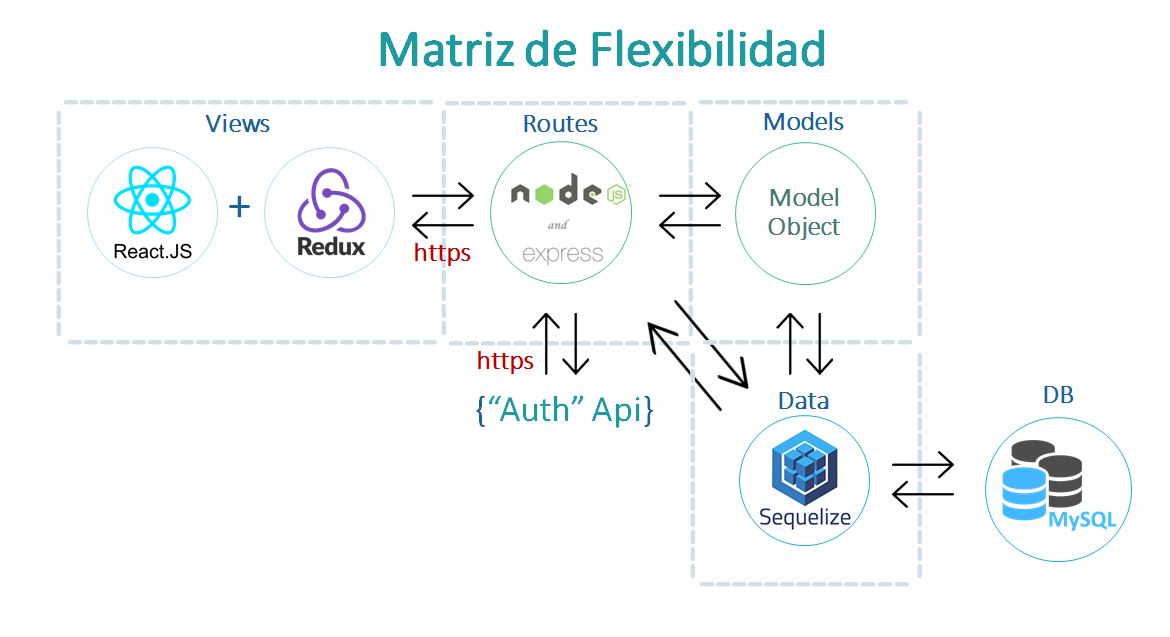 Matriz de Flexibilidad
Views
Routes
Models
React.JS
+
Redux
https
node JS
and
express
Model
Object
https
{“Auth” Api}
Data
Sequelize
DB
MySQL